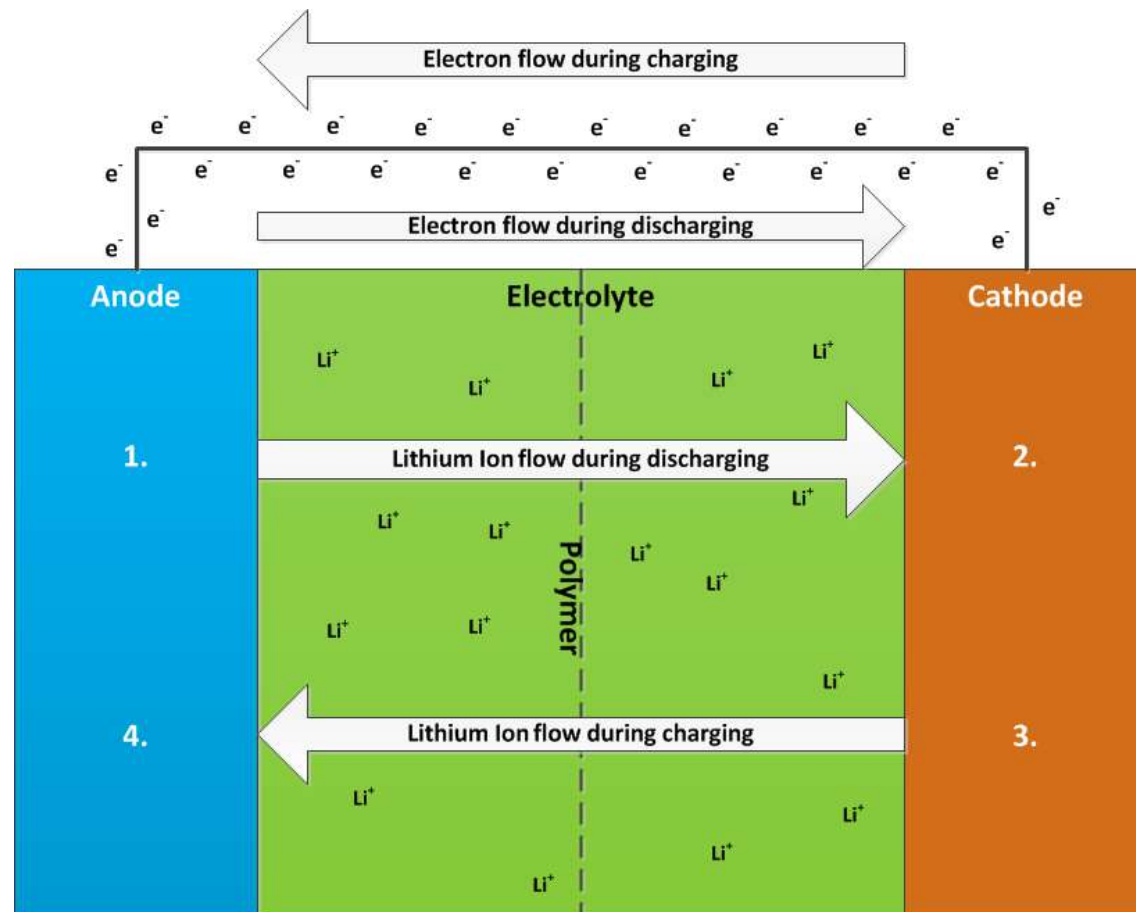 Electron flow during charging
e⁻ e⁻ e⁻ e⁻ e⁻ e⁻ e⁻ e⁻ e⁻ e⁻
e⁻ e⁻ e⁻ e⁻ e⁻ e⁻ e⁻ e⁻ e⁻ e⁻ e⁻
e⁻ Electron flow during discharging e⁻
e⁻ e⁻
Anode Electrolyte Cathode
Li⁺ Li⁺
Li⁺ Li⁺
1. Lithium Ion flow during discharging 2.
Li⁺
Li⁺ Li⁺
Li⁺
Li⁺
Polymer
Li⁺ Li⁺
Li⁺
4. Lithium Ion flow during charging 3.
Li⁺
Li⁺
Li⁺
Li⁺